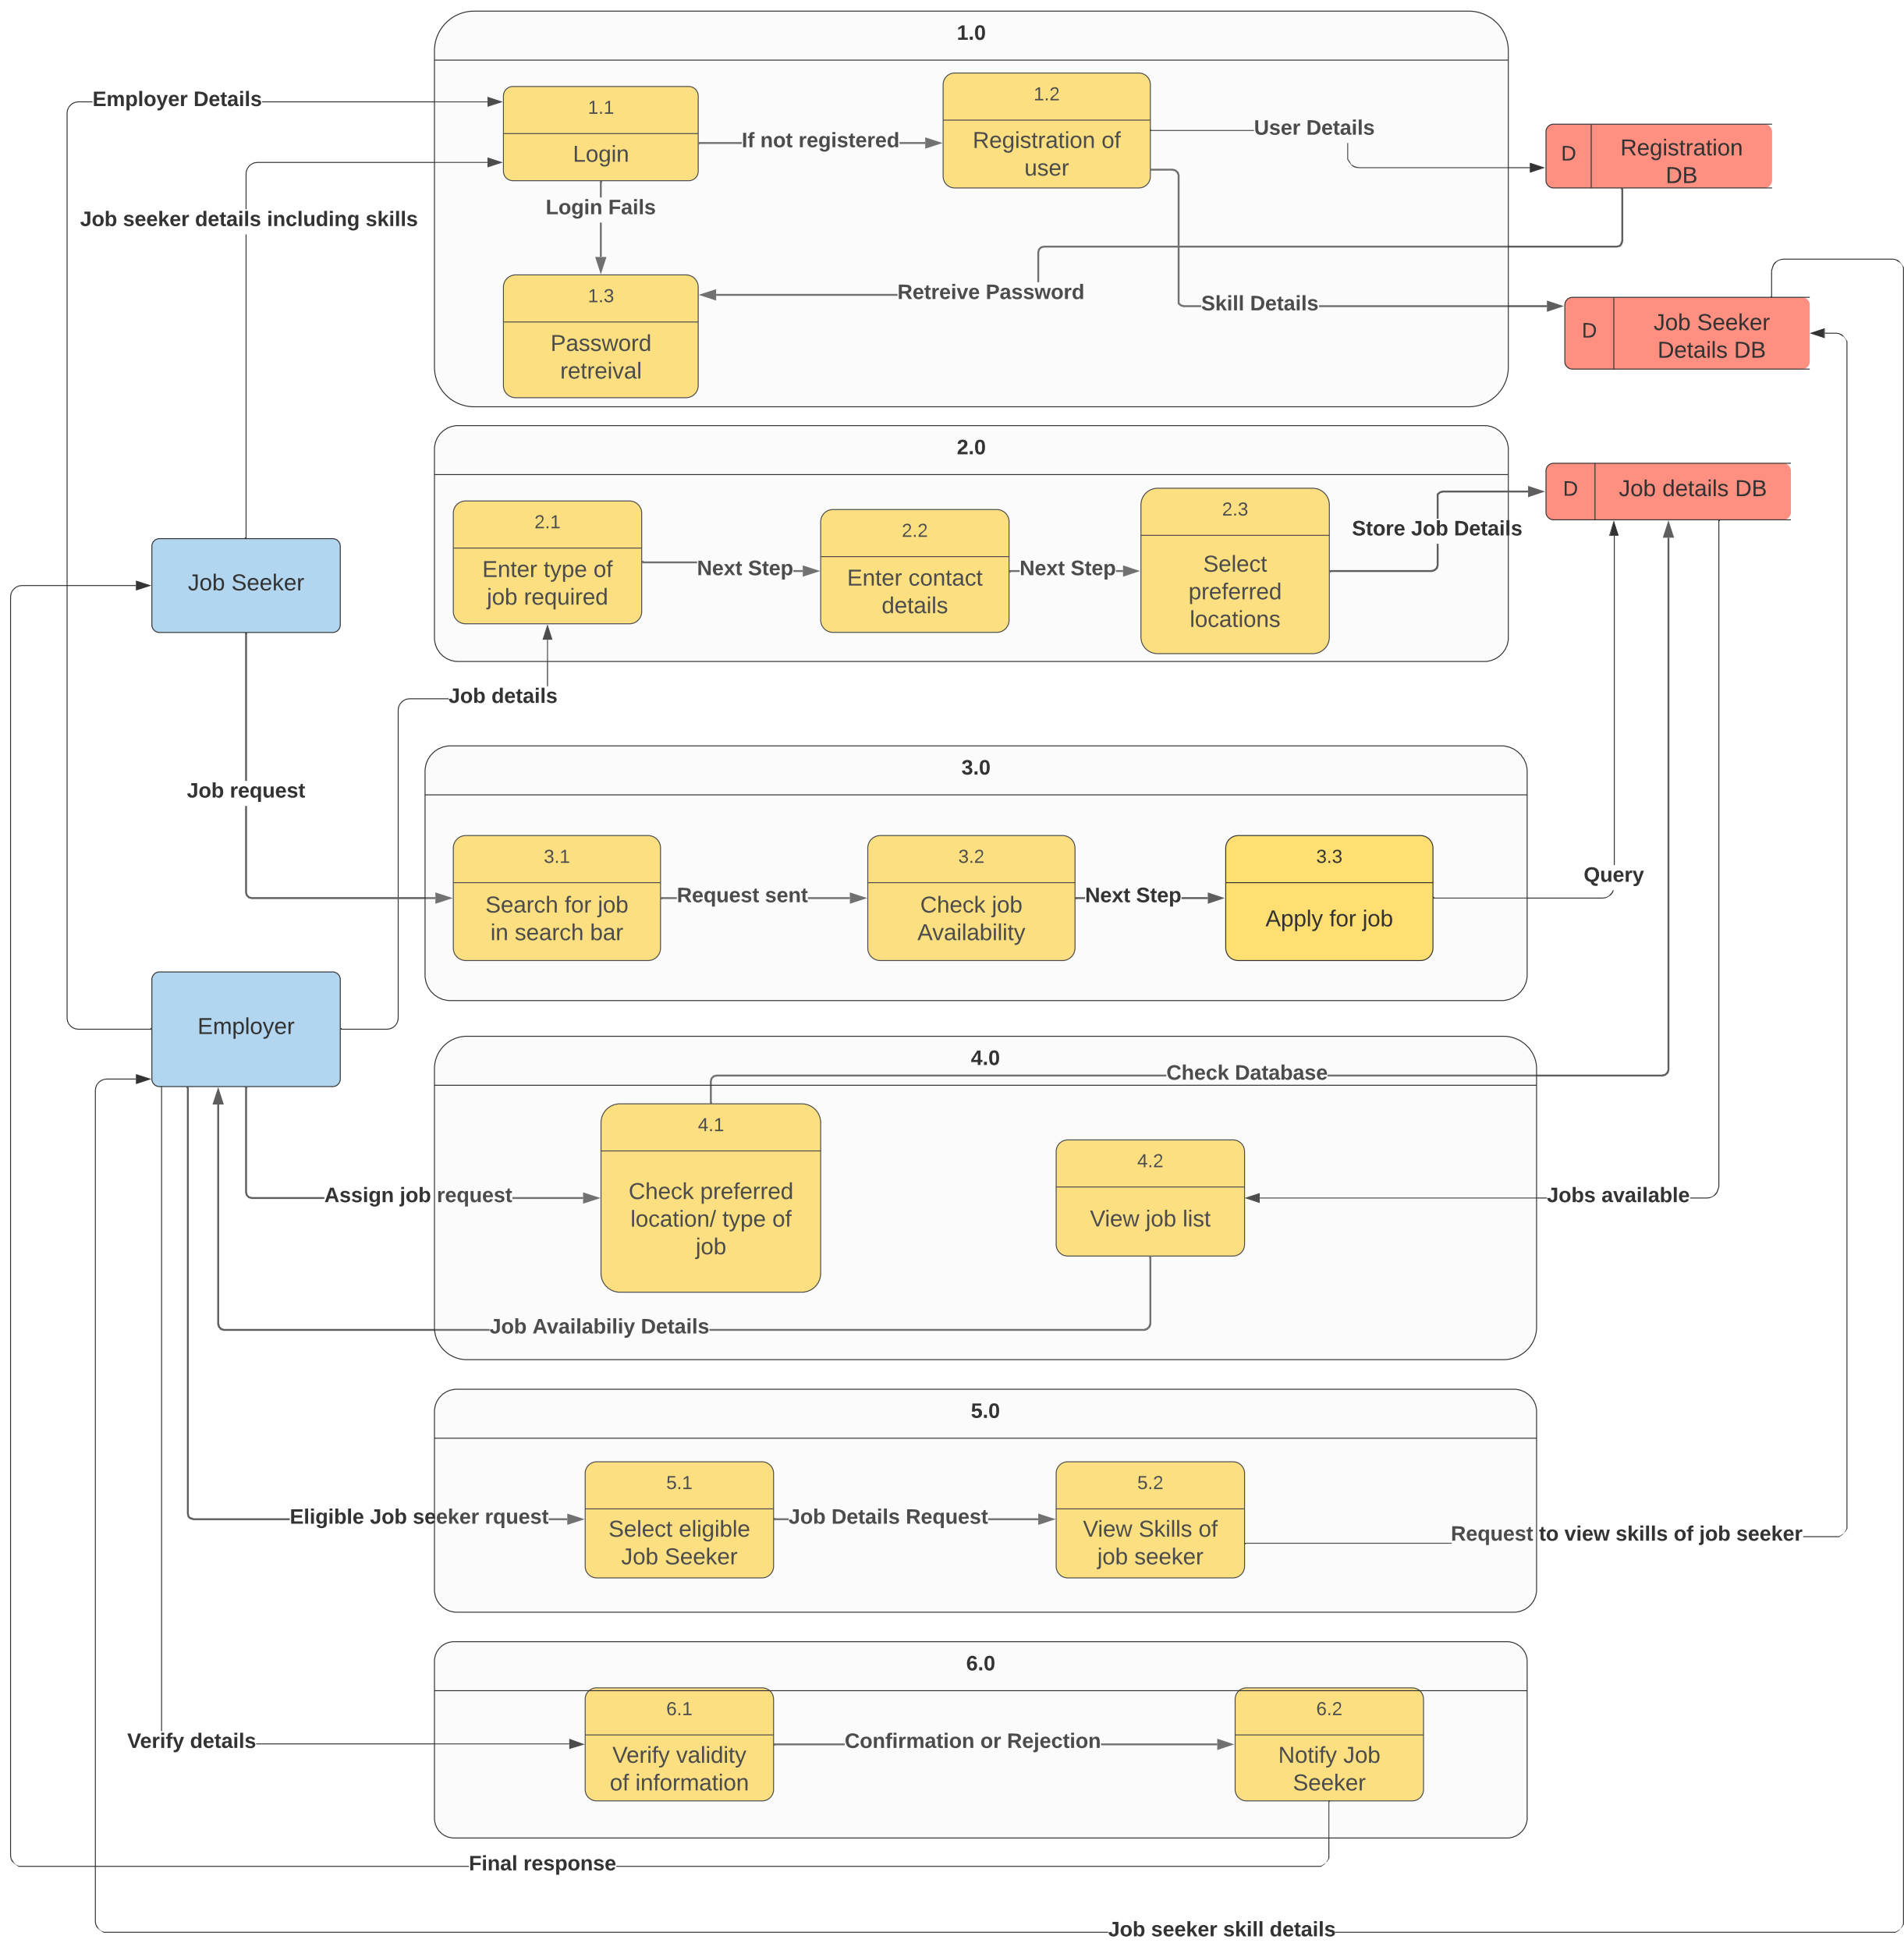 1.0
Employer Details
1.1
Login
If not registered
1.2
Registration of
user
User Details
D
Registration
DB
Login Fails
Job seeker details including skills
1.3
Password
retreival
Retreive Password
Skill Details
D
Job Seeker
Details DB
2.0
2.1
Enter type of
job required
Next Step
2.2
Enter contact
details
Next Step
2.3
Select
preferred
locations
Store Job Details
D
Job details DB
Job Seeker
Job details
Job request
3.0
3.1
Search for job
in search bar
Request sent
3.2
Check job
Availability
Next Step
3.3
Apply for job
Query
Employer
4.0
Check Database
4.1
Check preferred
location/ type of
job
Assign job request
4.2
View job list
Jobs available
Job Availabiliy Details
5.0
Eligible Job seeker rquest
5.1
Select eligible
Job Seeker
Job Details Request
5.2
View Skills of
job seeker
Request to view skills of job seeker
6.0
Verify details
6.1
Verify validity
of information
Confirmation or Rejection
6.2
Notify Job
Seeker
Final response
Job seeker skill details